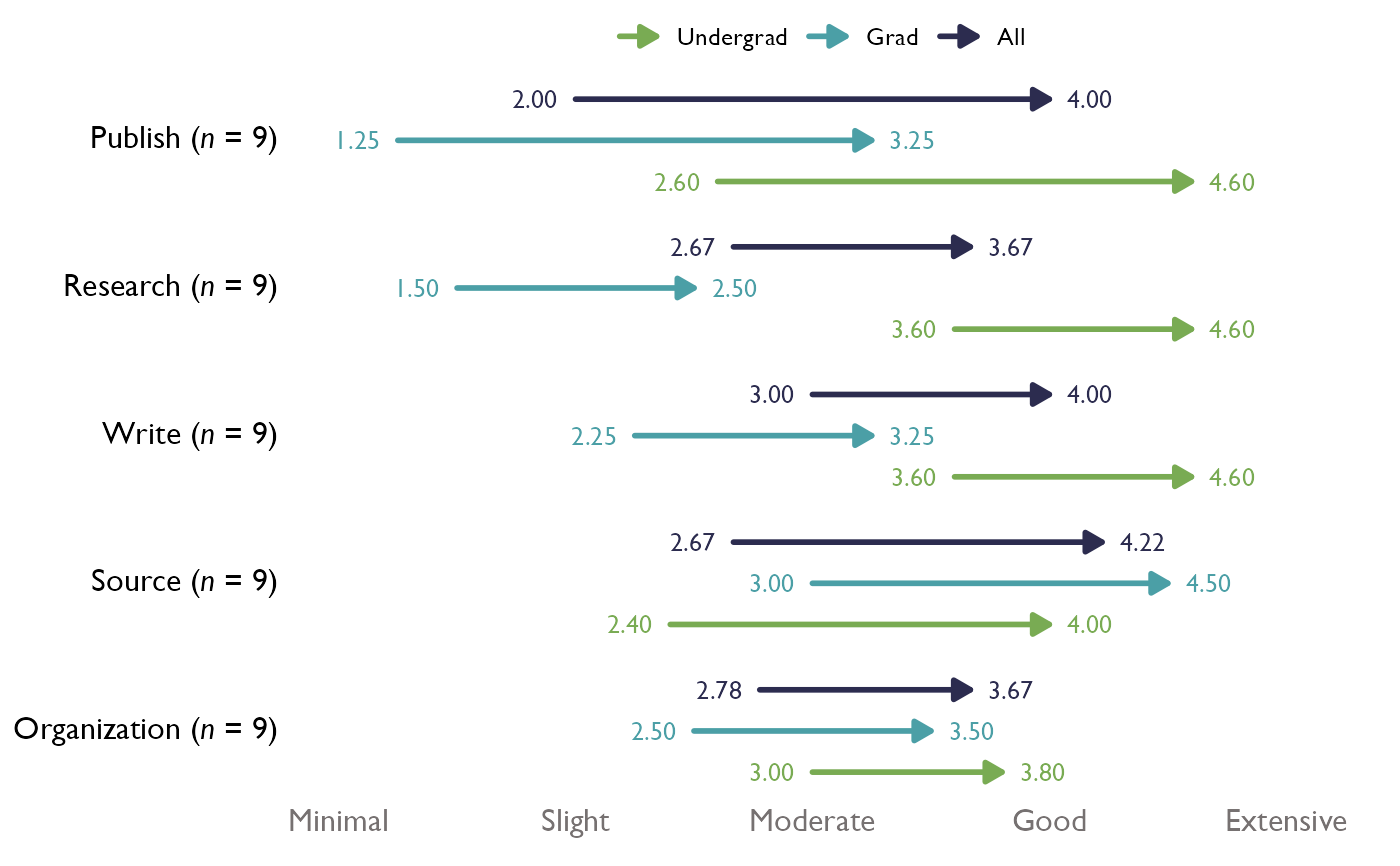 Undergrad Grad All
2.00 4.00
Publish (n = 9) 1.25 3.25
2.60 4.60
2.67 3.67
Research (n = 9) 1.50 2.50
3.60 4.60
3.00 4.00
Write (n = 9) 2.25 3.25
3.60 4.60
2.67 4.22
Source (n = 9) 3.00 4.50
2.40 4.00
2.78 3.67
Organization (n = 9) 2.50 3.50
3.00 3.80
Minimal Slight Moderate Good Extensive